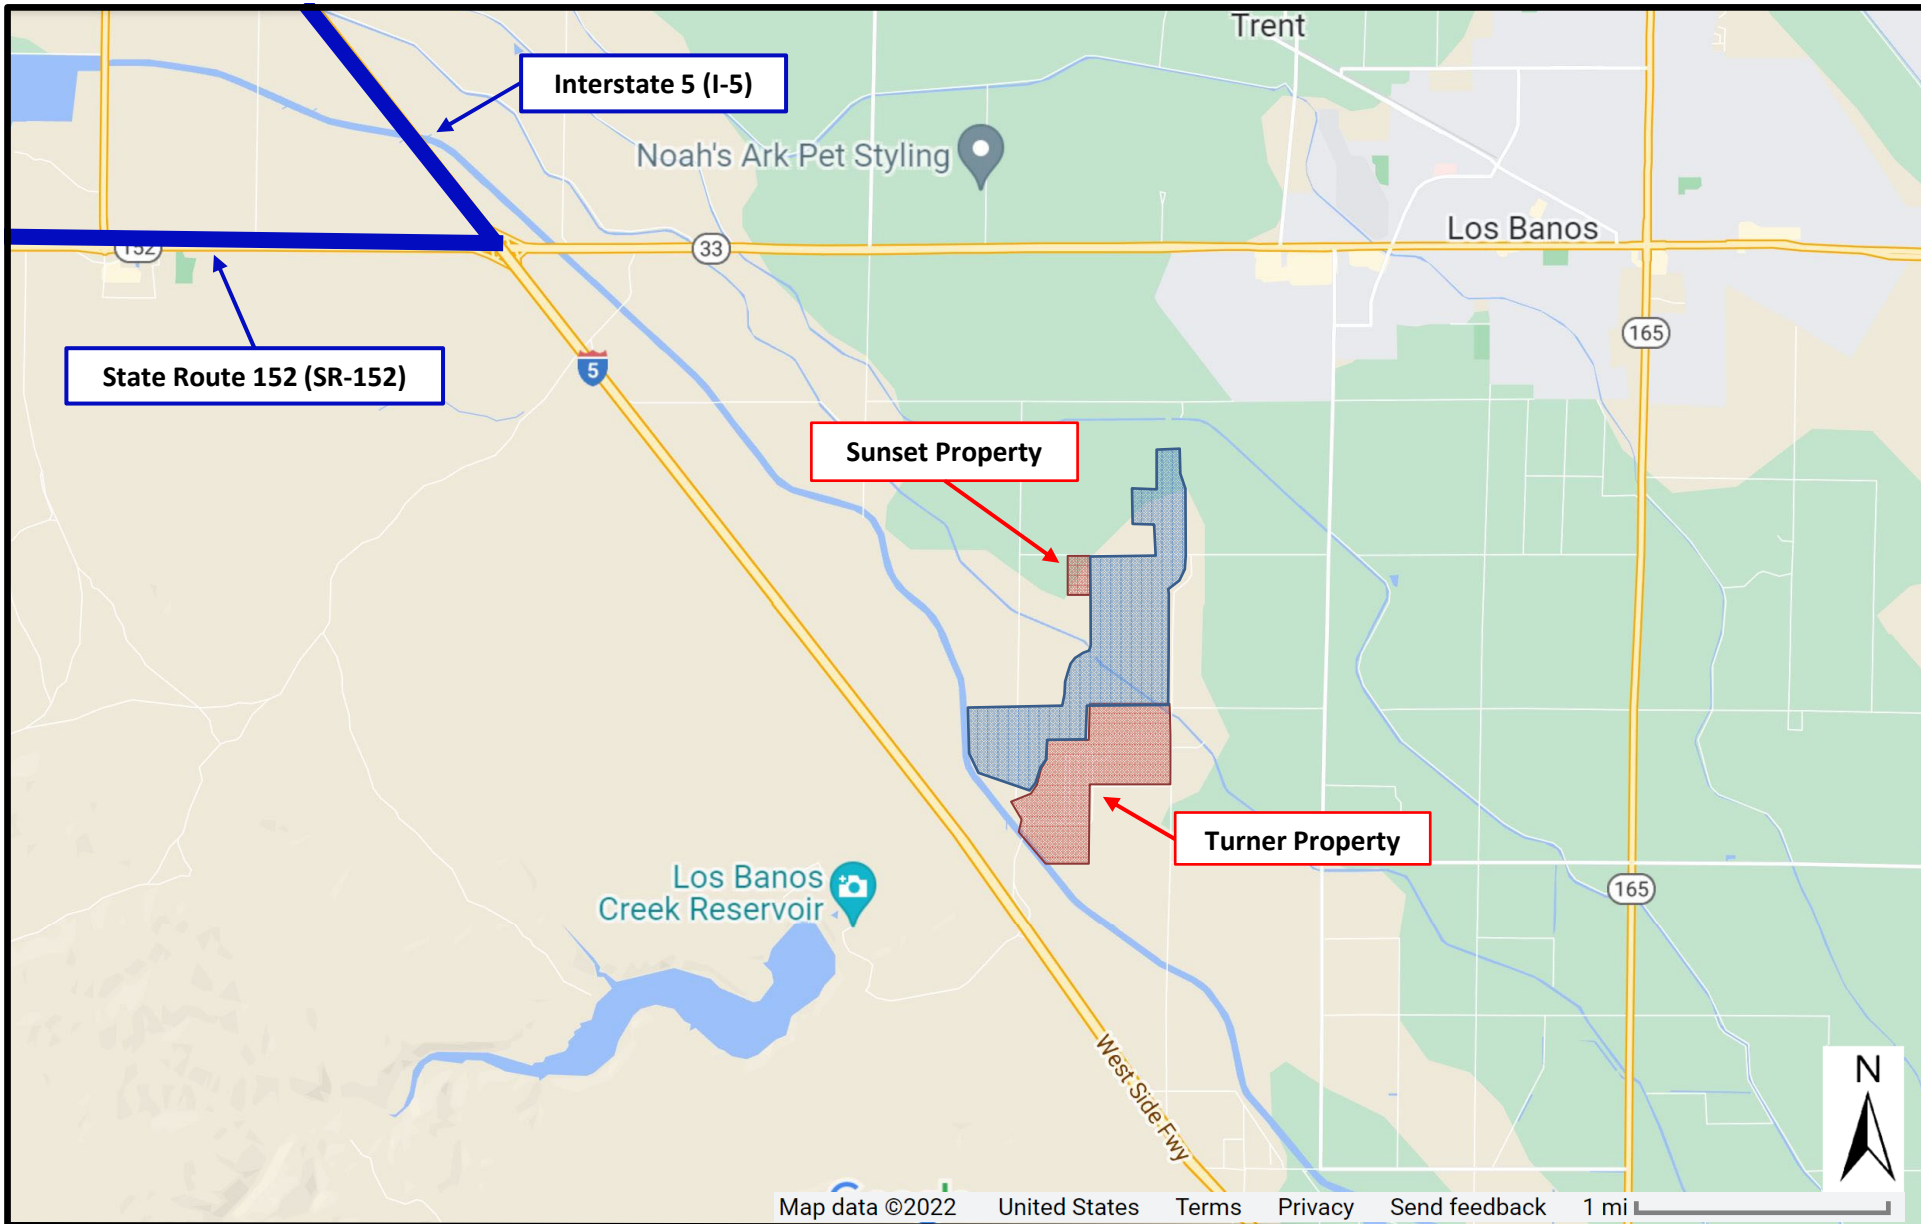 Trent
Interstate 5 (I-5)
Noah's Ark Pet Styling
Los Banos
152
33
165
State Route 152 (SR-152)
5
Sunset Property
Turner Property
Los Banos
Creek Reservoir
165
West Side Fwy
N
Map data ©2022 United States Terms Privacy Send feedback 1 mi